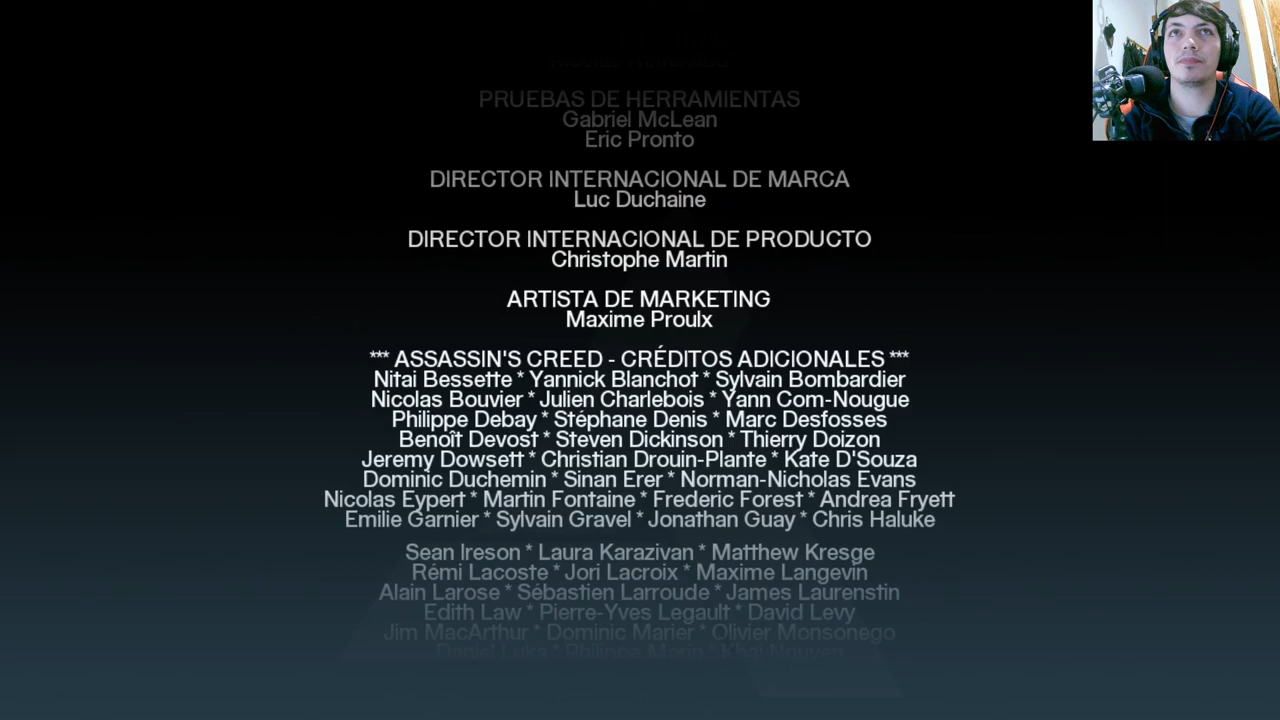 PRUEBAS DE HERRAMIENTAS
Gabriel McLean
Eric Pronto
DIRECTOR INTERNACIONAL DE MARCA
Luc Duchaine
DIRECTOR INTERNACIONAL DE PRODUCTO
Christophe Martin
ARTISTA DE MARKETING
Maxime Proulx
*** ASSASSIN'S CREED - CRÉDITOS ADICIONALES ***
Nitai Bessette * Yannick Blanchot * Sylvain Bombardier
Nicolas Bouvier * Julien Charlebois * Yann Com-Nougue
Philippe Debay * Stéphane Denis * Marc Desfosses
Benoît Devost * Steven Dickinson * Thierry Doizon
Jeremy Dowsett * Christian Drouin-Plante * Kate D'Souza
Dominic Duchemin * Sinan Erer * Norman-Nicholas Evans
Nicolas Eypert * Martin Fontaine * Frederic Forest * Andrea Fryett
Emilie Garnier * Sylvain Gravel * Jonathan Guay * Chris Haluke
Sean Ireson * Laura Karazivan * Matthew Kresge
Rémi Lacoste * Jori Lacroix * Maxime Langevin
Alain Larose * Sébastien Larroude * James Laurenstin
Edith Law * Pierre-Yves Legault * David Levy
Jim MacArthur * Dominic Marier * Olivier Monsonego
Daniel Luka * Philippe Morin * Khai Nguyen